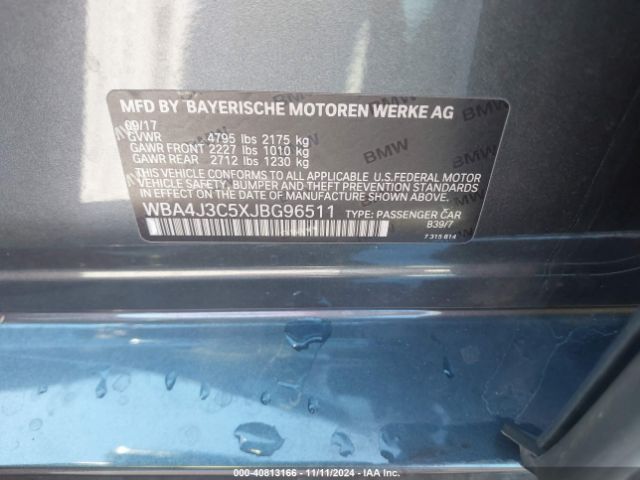 MFD BY BAYERISCHE MOTOREN WERKE AG
09/17
GVWR 4795 lbs 2175 kg
GAWR FRONT 2227 lbs 1010 kg
GAWR REAR 2712 lbs 1230 kg
THIS VEHICLE CONFORMS TO ALL APPLICABLE U.S.FEDERAL MOTOR
VEHICLE SAFETY, BUMPER, AND THEFT PREVENTION STANDARDS
IN EFFECT ON THE DATE OF MANUFACTURE SHOWN ABOVE.
WBA4J3C5XJBG96511 TYPE: PASSENGER CAR
B39/7
7 315 614
BMW
BMW
BMW
BMW
000-40813166 - 11/11/2024 - IAA Inc.